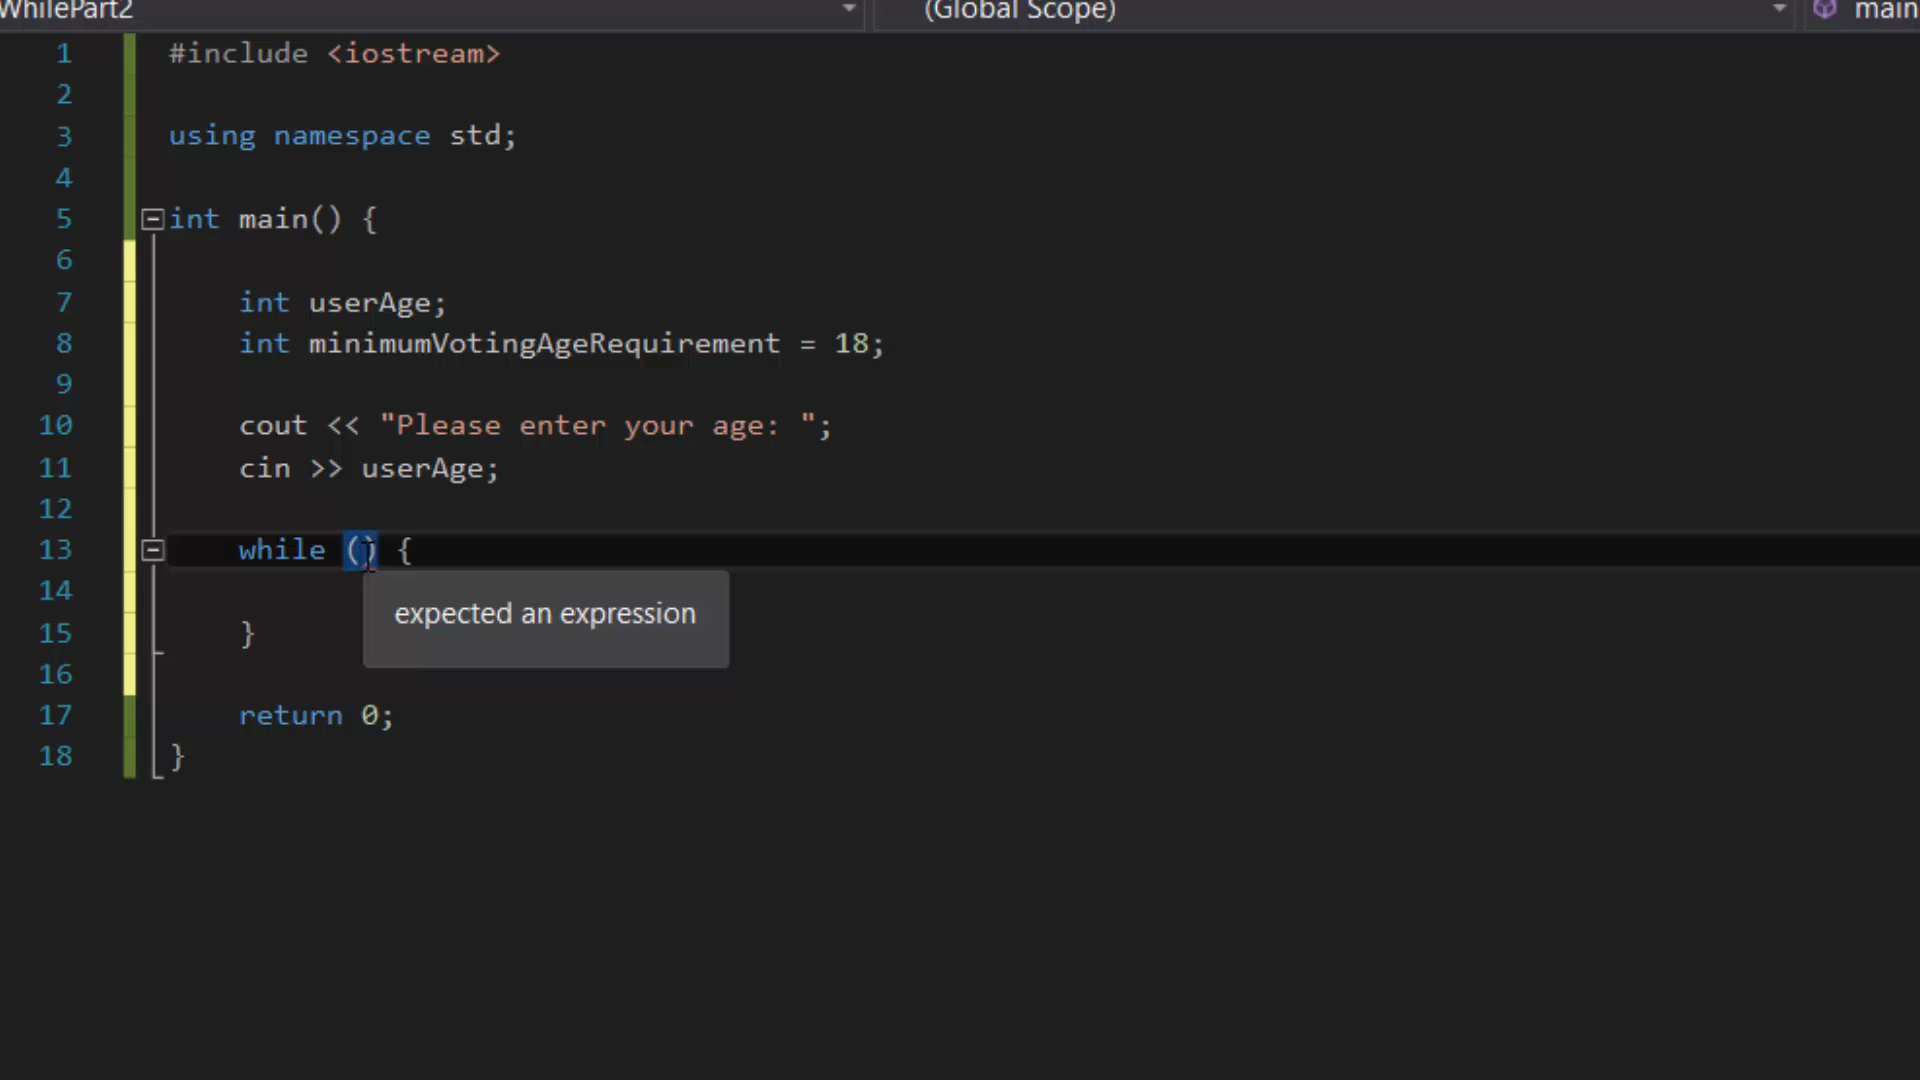 WhilePart2 (Global Scope) main
1 #include <iostream>
2
3 using namespace std;
4
5 int main() {
6
7 int userAge;
8 int minimumVotingAgeRequirement = 18;
9
10 cout << "Please enter your age: ";
11 cin >> userAge;
12
13 while () {
14
expected an expression
15 }
16
17 return 0;
18 }